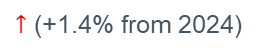 ↑ (+1.4% from 2024)